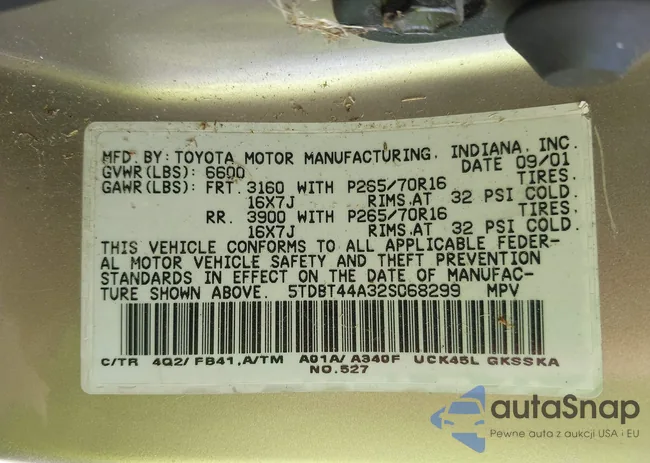 MFD. BY: TOYOTA MOTOR MANUFACTURING, INDIANA, INC.
GVWR(LBS): 6600 DATE 09/01
GAWR(LBS): FRT. 3160 WITH P265/70R16 TIRES,
16X7J RIMS,AT 32 PSI COLD.
RR. 3900 WITH P265/70R16 TIRES,
16X7J RIMS,AT 32 PSI COLD.
THIS VEHICLE CONFORMS TO ALL APPLICABLE FEDER-
AL MOTOR VEHICLE SAFETY AND THEFT PREVENTION
STANDARDS IN EFFECT ON THE DATE OF MANUFAC-
TURE SHOWN ABOVE. 5TDBT44A32S068299 MPV
C/TR 4Q2/ FB41,A/TM A01A/ A340F UCK45L GKSSKA
NO.527
autaSnap
Pewne auta z aukcji USA i EU